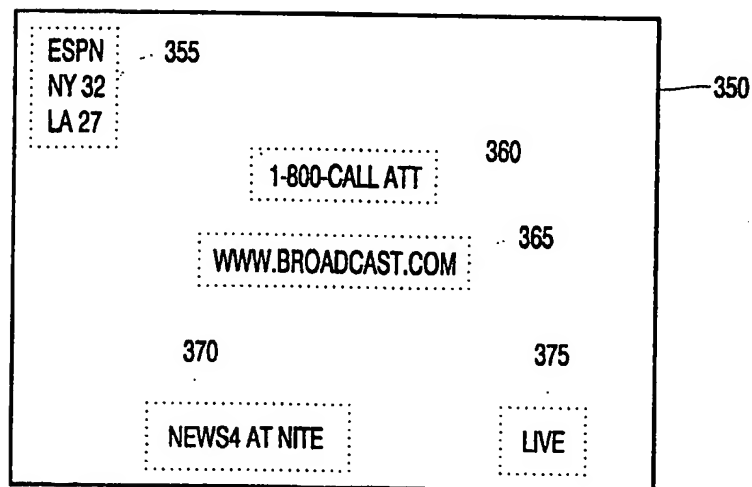 ESPN
NY 32
LA 27
355
350
360
1-800-CALL ATT
365
WWW.BROADCAST.COM
370
375
NEWS4 AT NITE
LIVE